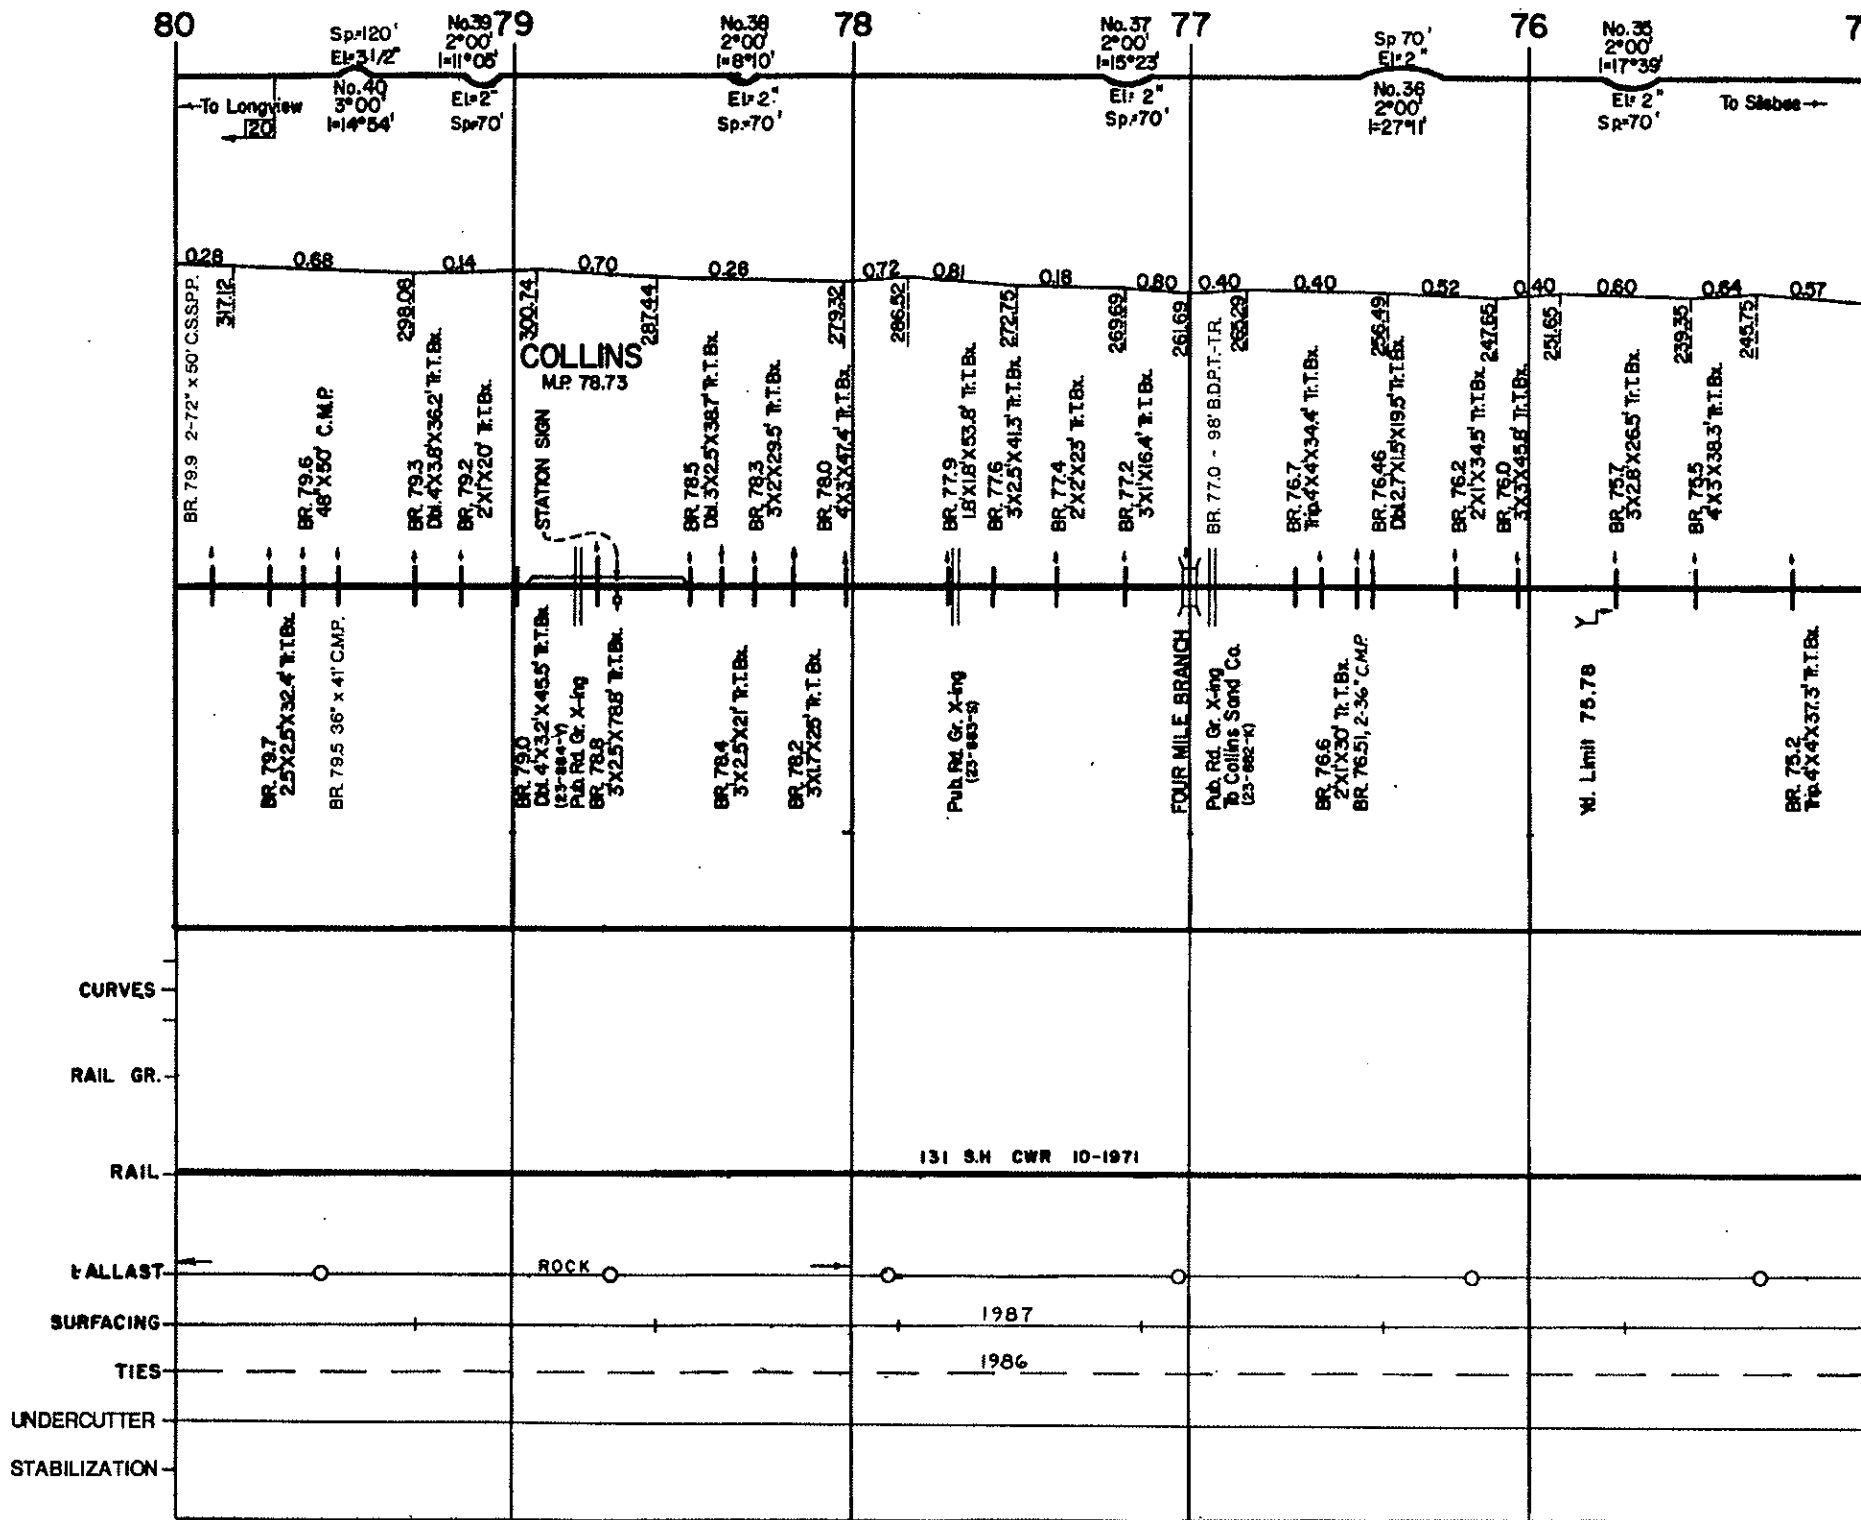 80
79
78
77
76
7
Sp=120'
El=3 1/2"
No.40
3°00'
I=14°54'
No.39
2°00'
I=11°05'
El=2"
Sp=70'
No.38
2°00'
I=8°10'
El=2"
Sp.=70'
No.37
2°00'
I=15°23'
El= 2"
Sp.=70'
Sp 70'
El=2"
No.36
2°00'
I=27°11'
No.35
2°00'
I=17°39'
El= 2"
Sp=70'
To Longview
20
To Silsbee
0.28
0.68
0.14
0.70
0.26
0.72
0.81
0.18
0.80
0.40
0.40
0.52
0.40
0.60
0.64
0.57
317.12
298.08
300.74
287.44
279.32
286.52
272.75
269.69
261.69
265.29
256.49
247.65
251.65
239.35
245.75
COLLINS
M.P. 78.73
STATION SIGN
BR. 79.9 2-72" x 50' C.S.S.P.P.
BR. 79.6
48"X50' C.M.P.
BR. 79.3
Dbl.4'X3.8'X36.2' Tr.T.Bx.
BR. 79.2
2'X1'X20' Tr.T.Bx.
BR. 78.5
Dbl.3'X2.5'X38.7' Tr.T.Bx.
BR. 78.3
3'X2'X29.5' Tr.T.Bx.
BR. 78.0
4'X3'X47.4' Tr.T.Bx.
BR. 77.9
1.8'X1.8'X53.8' Tr.T.Bx.
BR. 77.6
3'X2.5'X41.3' Tr.T.Bx.
BR. 77.4
2'X2'X23' Tr.T.Bx.
BR. 77.2
3'X1'X16.4' Tr.T.Bx.
BR. 77.0 - 98' B.D.P.T.-T.R.
BR. 76.7
Trip.4'X4'X34.4' Tr.T.Bx.
BR. 76.46
Dbl.2.7'X1.5'X19.5' Tr.T.Bx.
BR. 76.2
2'X1'X34.5' Tr.T.Bx.
BR. 76.0
3'X3'X45.8' Tr.T.Bx.
BR. 75.7
3'X2.8'X26.5' Tr.T.Bx.
BR. 75.5
4'X3'X38.3' Tr.T.Bx.
BR. 79.7
2.5'X2.5'X32.4' Tr.T.Bx.
BR. 79.5 36" x 41' C.M.P.
BR. 79.0
Dbl.4'X3.2'X45.5' Tr.T.Bx.
(23-884-Y)
Pub. Rd. Gr. X-ing
BR. 78.8
3'X2.5'X78.8' Tr.T.Bx.
BR. 78.4
3'X2.5'X21' Tr.T.Bx.
BR. 78.2
3'X1.7'X25' Tr.T.Bx.
Pub. Rd. Gr. X-ing
(23-883-S)
FOUR MILE BRANCH
Pub. Rd. Gr. X-ing
To Collins Sand Co.
(23-882-K)
BR. 76.6
2'X1'X30' Tr.T.Bx.
BR. 76.51, 2-36" C.M.P.
Y
Yd. Limit 75.78
BR. 75.2
Trip.4'X4'X37.3' Tr.T.Bx.
CURVES
RAIL GR.
RAIL
131 S.H CWR 10-1971
BALLAST
ROCK
SURFACING
1987
TIES
1986
UNDERCUTTER
STABILIZATION